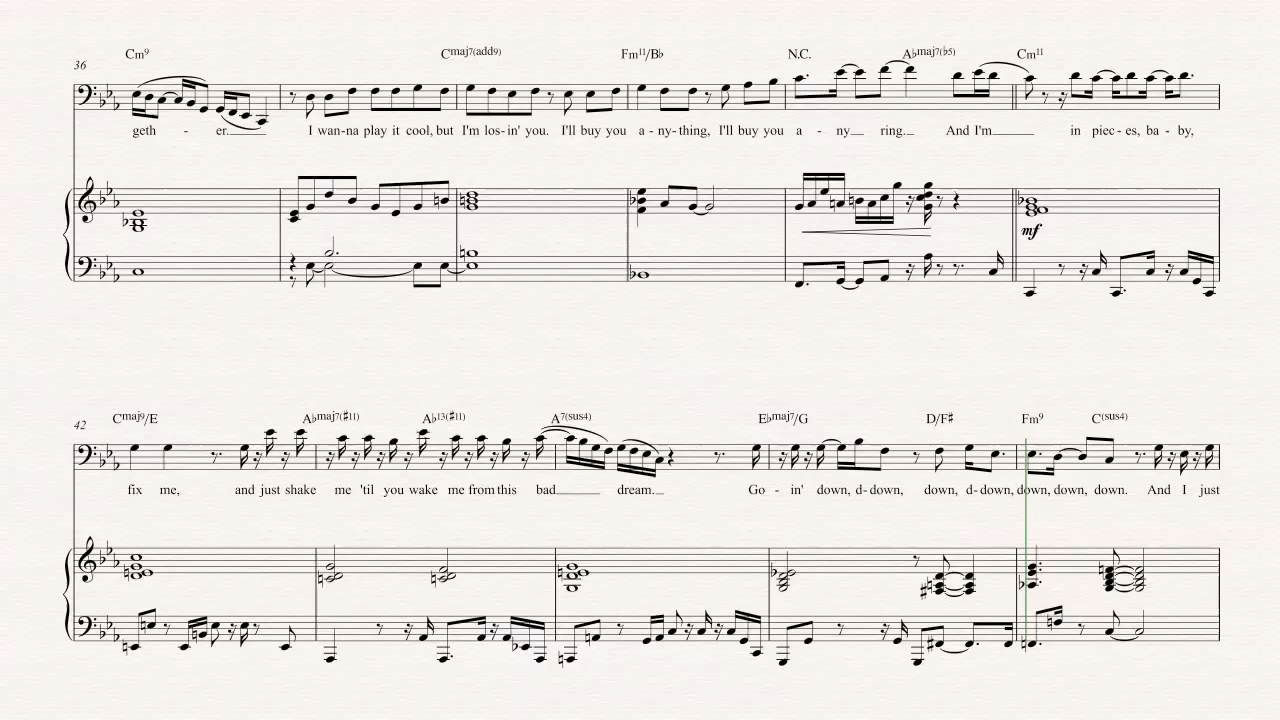 Cm9 Cmaj7(add9) Fm11/B♭ N.C. A♭maj7(♭5) Cm11
36
geth - er. I wan-na play it cool, but I'm los-in' you. I'll buy you a - ny-thing, I'll buy you a - ny ring. And I'm in piec-es, ba-by,
mf
Cmaj9/E A♭maj7(♯11) A♭13(♯11) A7(sus4) E♭maj7/G D/F♯ Fm9 C(sus4)
42
fix me, and just shake me 'til you wake me from this bad dream. Go - in' down, d-down, down, d-down, down, down, down. And I just